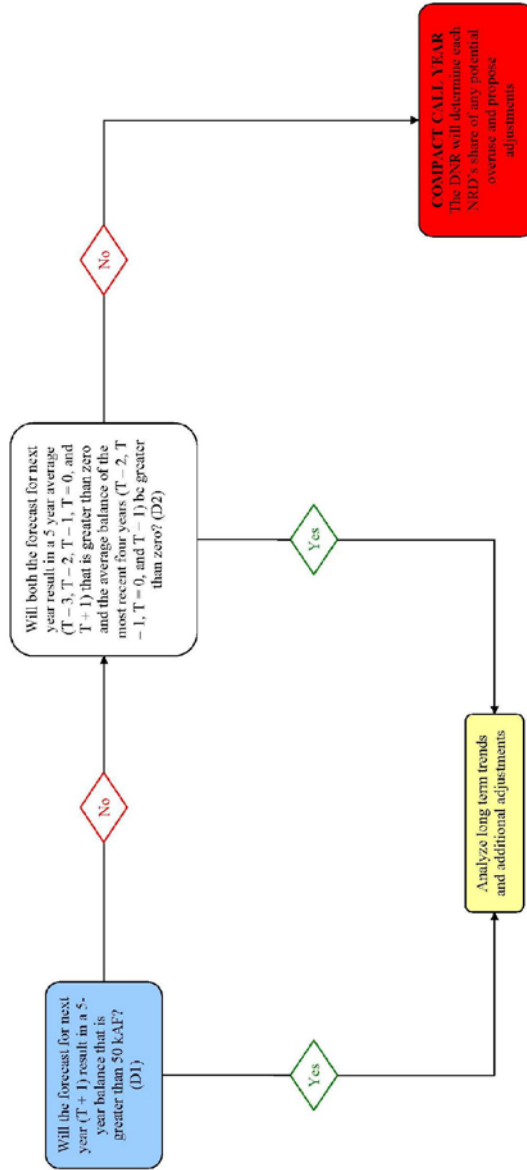 Will the forecast for next
year (T + 1) result in a 5-
year balance that is
greater than 50 kAF?
(D1)
No
Yes
Will both the forecast for next
year result in a 5 year average
(T – 3, T – 2, T – 1, T = 0, and
T + 1) that is greater than zero
and the average balance of the
most recent four years (T – 2, T
– 1, T = 0, and T – 1) be greater
than zero? (D2)
No
Yes
Analyze long term trends
and additional adjustments
COMPACT CALL YEAR
The DNR will determine each
NRD's share of any potential
overuse and propose
adjustments